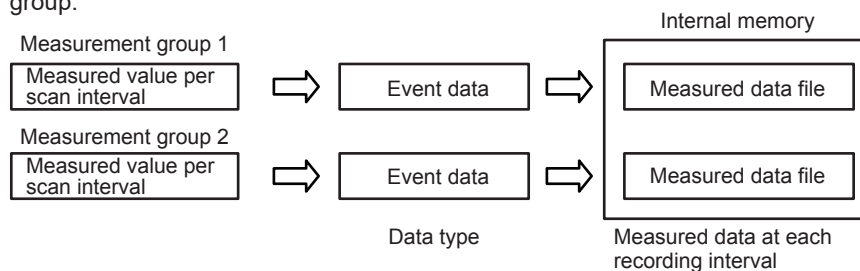 group.
Internal memory
Measurement group 1
Measured value per
scan interval
Event data
Measured data file
Measurement group 2
Measured value per
scan interval
Event data
Measured data file
Data type
Measured data at each
recording interval